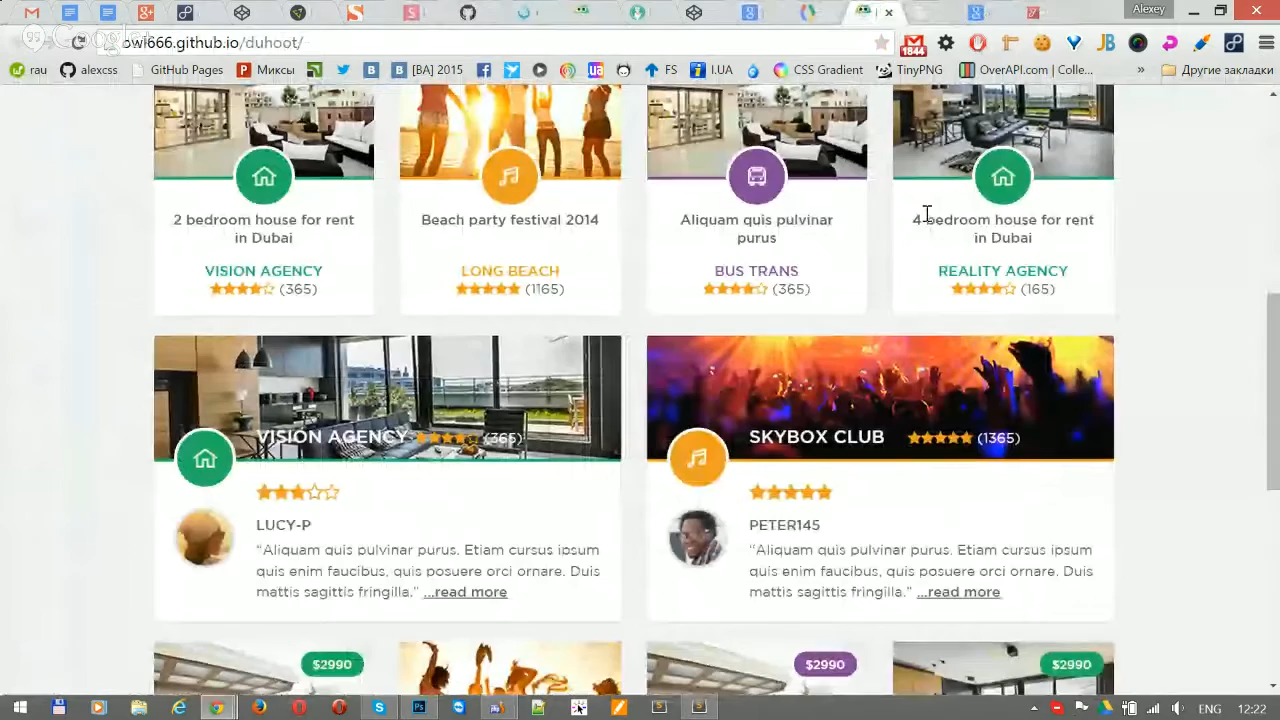 Alexey
owl666.github.io/duhoot/
1844
rau
alexcss
GitHub Pages
Миксы
[BA] 2015
FS
LUA
CSS Gradient
TinyPNG
OverAPI.com | Colle...
»
Другие закладки
2 bedroom house for rent
in Dubai
VISION AGENCY
(365)
Beach party festival 2014
LONG BEACH
(1165)
Aliquam quis pulvinar
purus
BUS TRANS
(365)
4 bedroom house for rent
in Dubai
REALITY AGENCY
(165)
VISION AGENCY
(365)
LUCY-P
“Aliquam quis pulvinar purus. Etiam cursus ipsum
quis enim faucibus, quis posuere orci ornare. Duis
mattis sagittis fringilla.” ...read more
SKYBOX CLUB
(1365)
PETER145
“Aliquam quis pulvinar purus. Etiam cursus ipsum
quis enim faucibus, quis posuere orci ornare. Duis
mattis sagittis fringilla.” ...read more
$2990
$2990
$2990
ENG
12:22